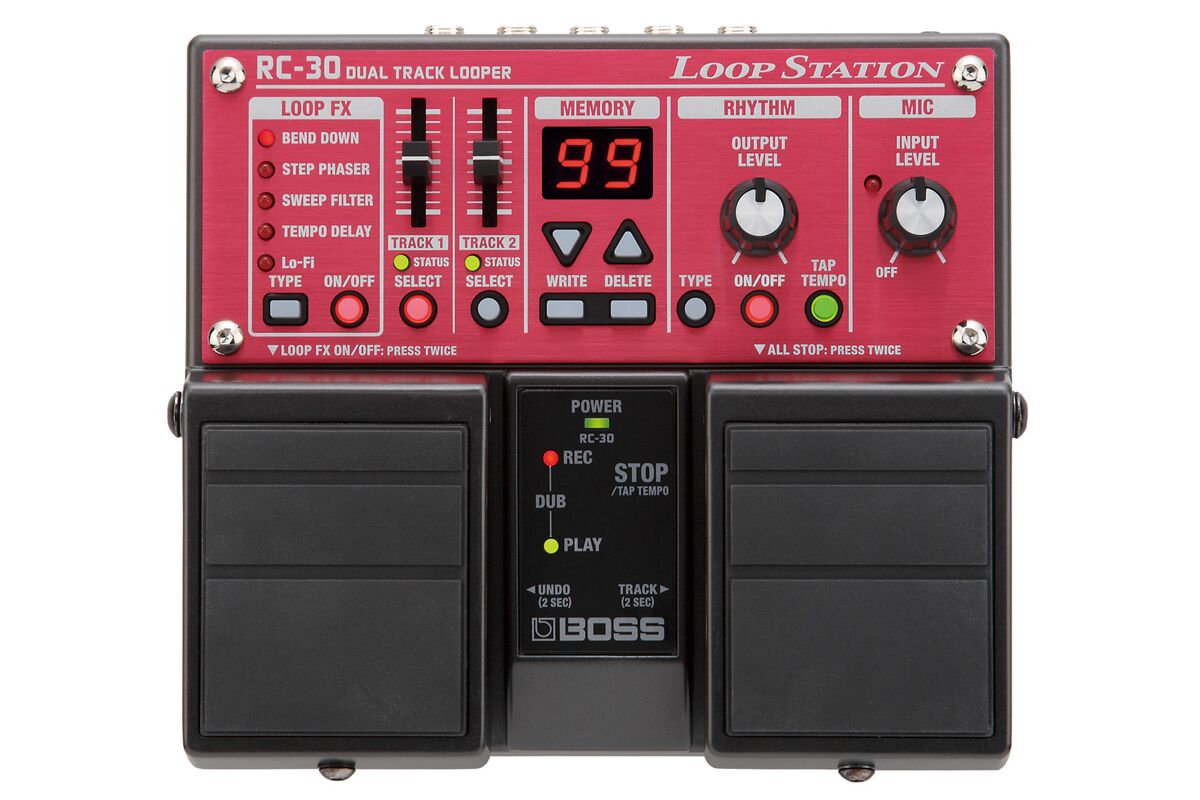 RC-30 DUAL TRACK LOOPER
LOOP STATION
LOOP FX
BEND DOWN
STEP PHASER
SWEEP FILTER
TEMPO DELAY
Lo-Fi
TYPE
ON/OFF
TRACK 1
STATUS
SELECT
TRACK 2
STATUS
SELECT
MEMORY
99
WRITE
DELETE
RHYTHM
OUTPUT
LEVEL
TYPE
ON/OFF
TAP
TEMPO
MIC
INPUT
LEVEL
OFF
▼LOOP FX ON/OFF: PRESS TWICE
▼ALL STOP: PRESS TWICE
POWER
RC-30
REC
DUB
PLAY
STOP
/TAP TEMPO
◀UNDO
(2 SEC)
TRACK▶
(2 SEC)
BOSS